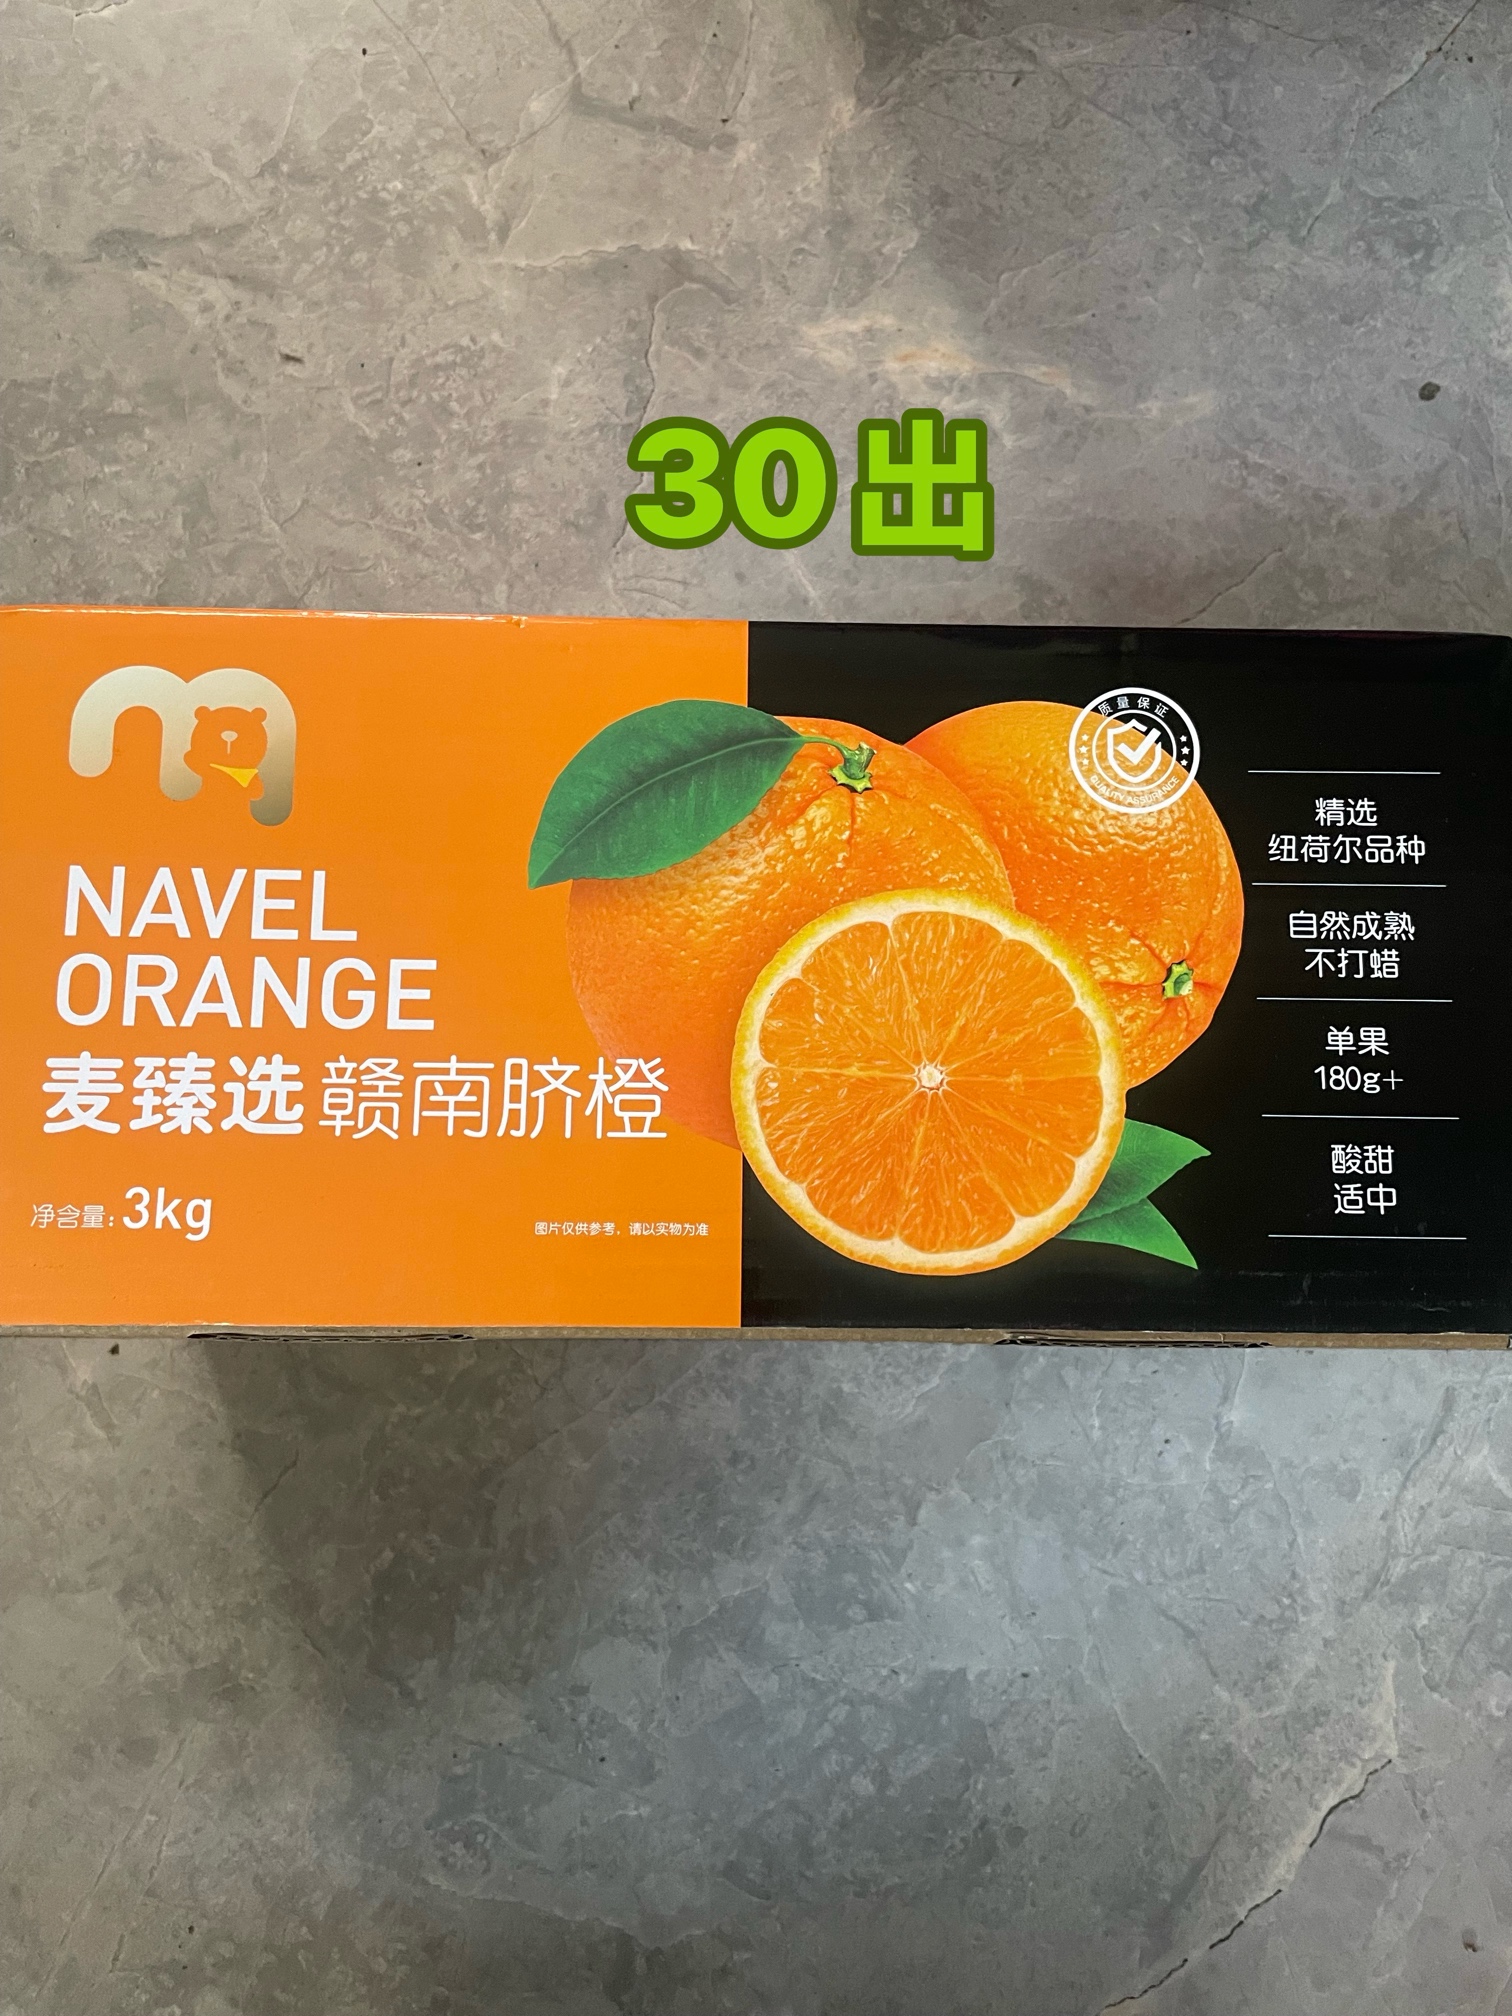 30出
NAVEL
ORANGE
麦臻选 赣南脐橙
净含量：3kg
图片仅供参考，请以实物为准
质量保证
QUALITY ASSURANCE
精选
纽荷尔品种
自然成熟
不打蜡
单果
180g+
酸甜
适中